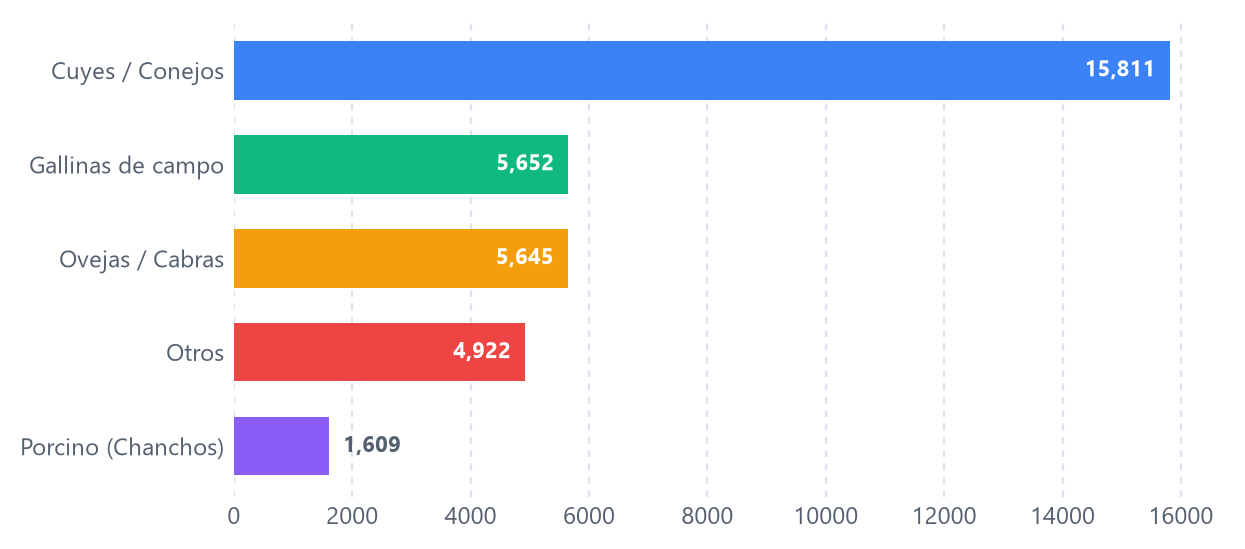 Cuyes / Conejos 15,811
Gallinas de campo 5,652
Ovejas / Cabras 5,645
Otros 4,922
Porcino (Chanchos) 1,609
0 2000 4000 6000 8000 10000 12000 14000 16000